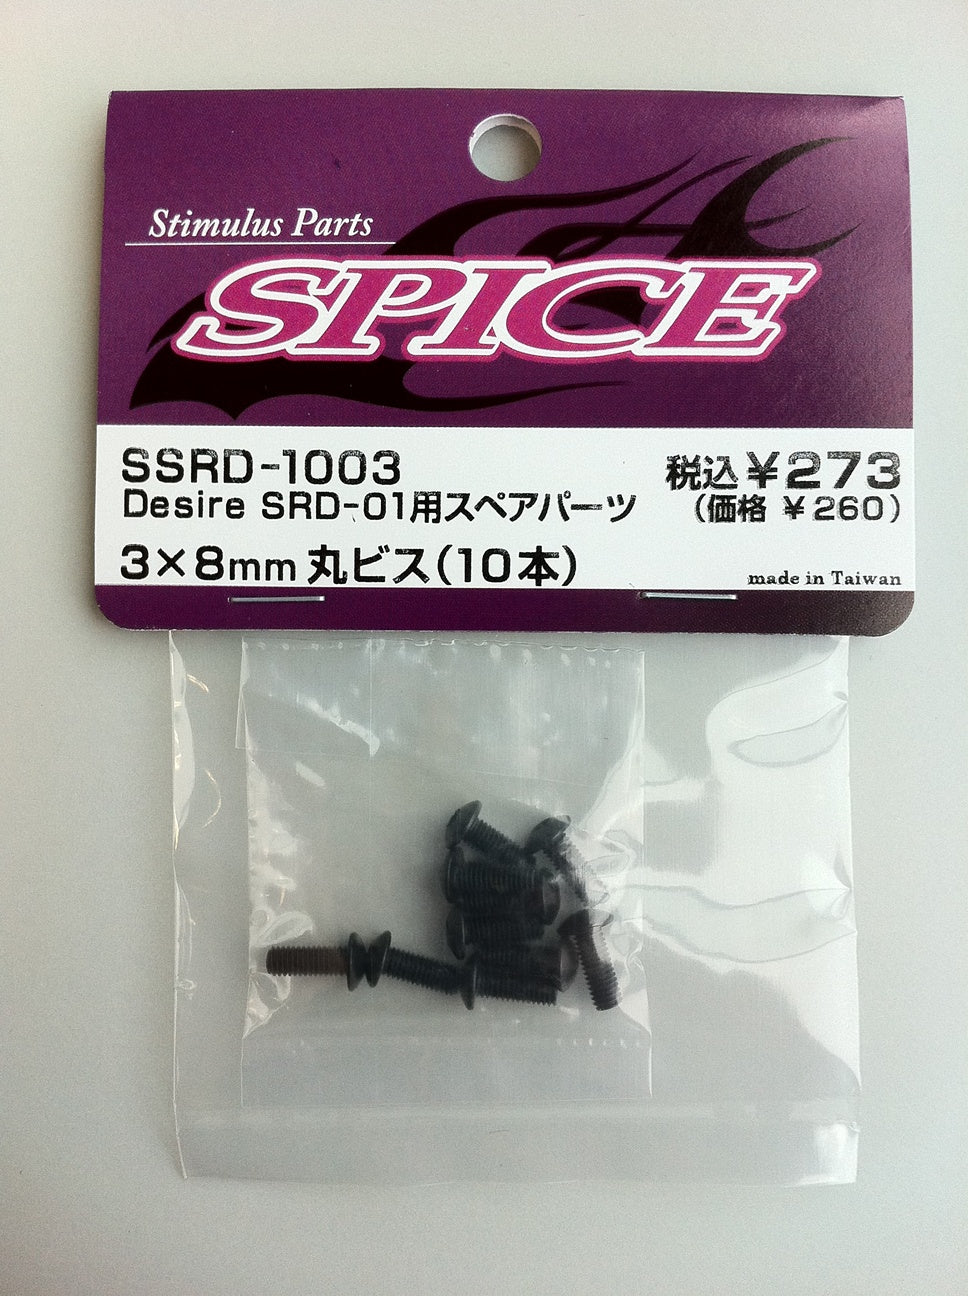 Stimulus Parts
SPICE
SSRD-1003
税込¥273
Desire SRD-01用スペアパーツ
(価格 ¥260)
3×8mm 丸ビス(10本)
made in Taiwan